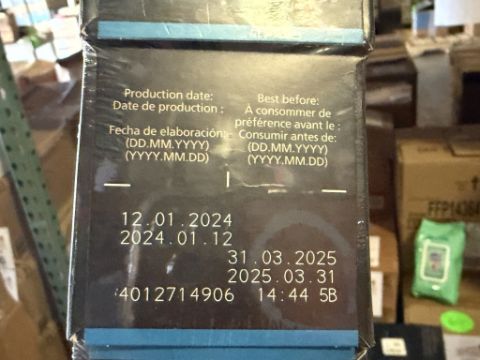 Production date:
Date de production :
Fecha de elaboración:
(DD.MM.YYYY)
(YYYY.MM.DD)
Best before:
À consommer de
préférence avant le :
Consumir antes de:
(DD.MM.YYYY)
(YYYY.MM.DD)
12.01.2024
2024.01.12
31.03.2025
2025.03.31
4012714906 14:44 5B